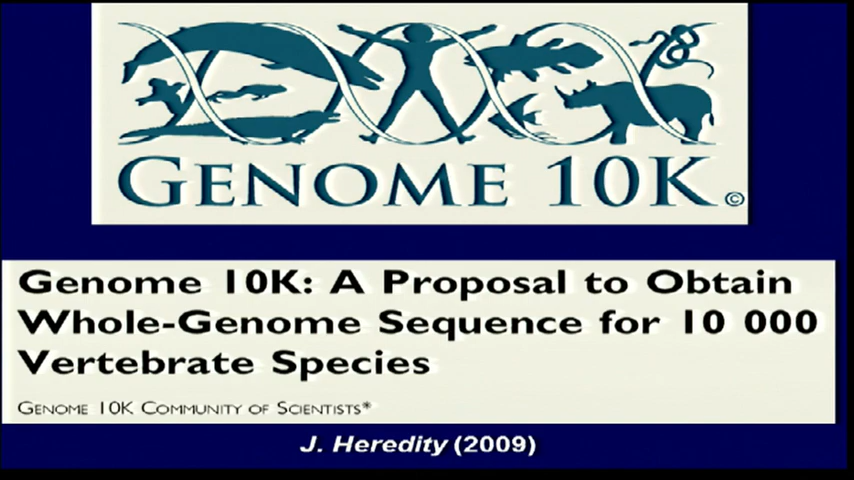 GENOME 10K ©
Genome 10K: A Proposal to Obtain
Whole-Genome Sequence for 10 000
Vertebrate Species
GENOME 10K COMMUNITY OF SCIENTISTS*
J. Heredity (2009)